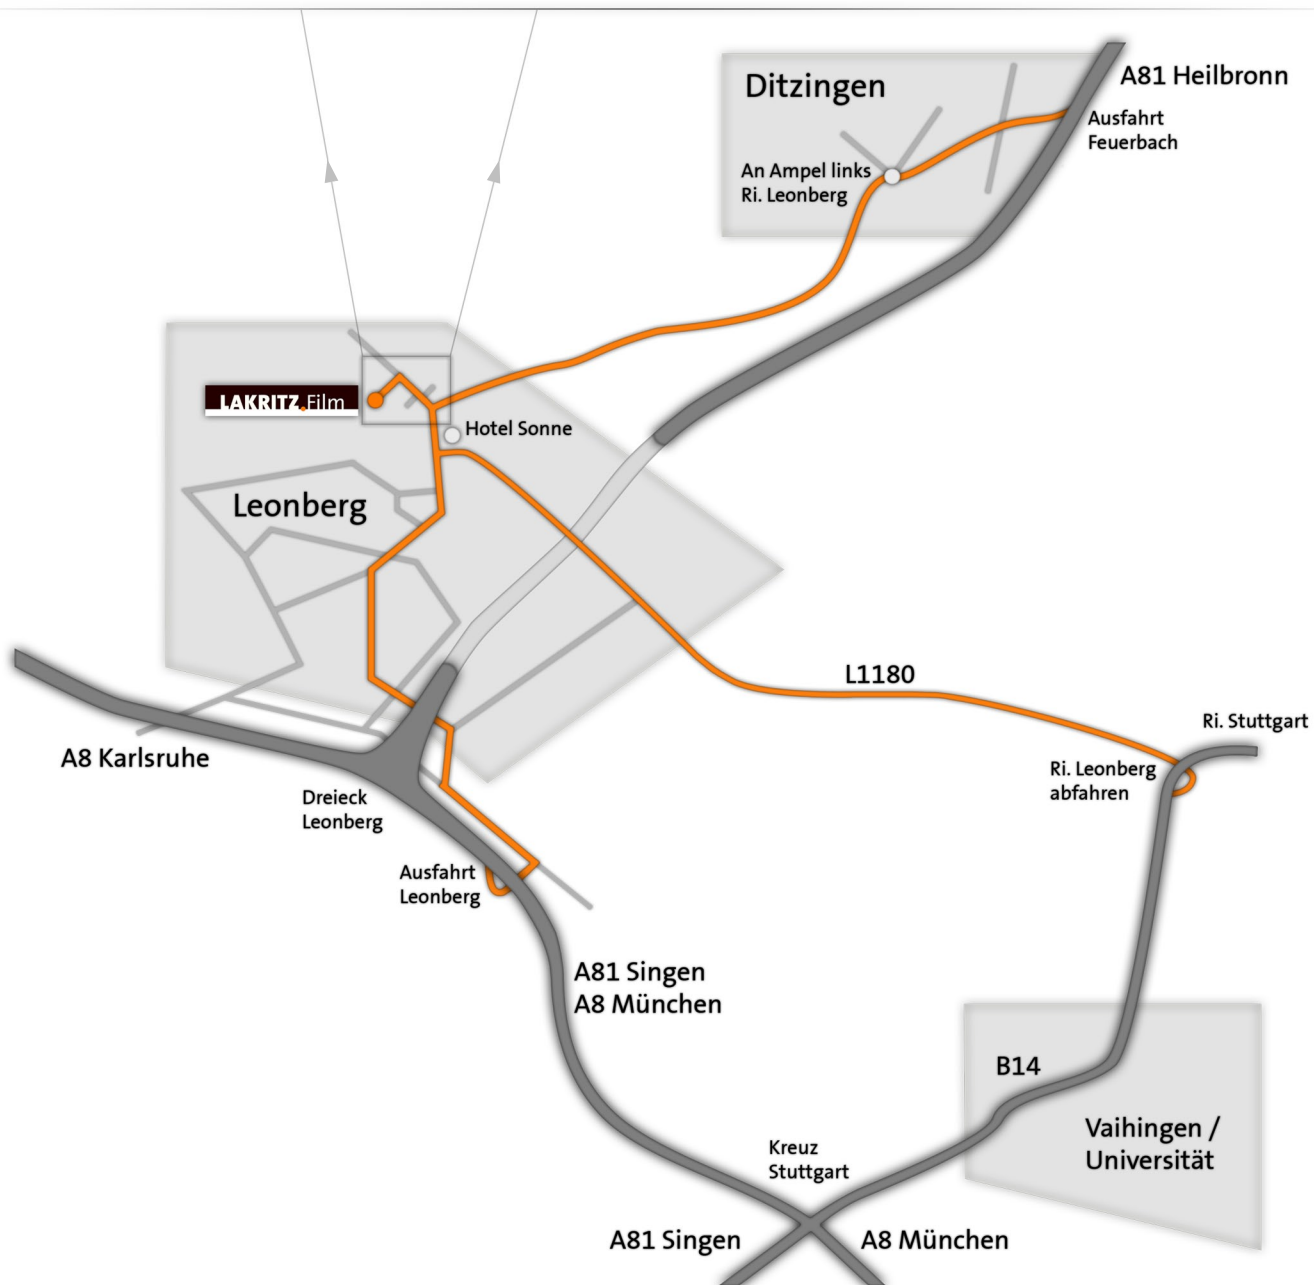 Ditzingen
A81 Heilbronn
Ausfahrt
Feuerbach
An Ampel links
Ri. Leonberg
LAKRITZ.Film
Hotel Sonne
Leonberg
L1180
Ri. Stuttgart
A8 Karlsruhe
Ri. Leonberg
abfahren
Dreieck
Leonberg
Ausfahrt
Leonberg
A81 Singen
A8 München
B14
Vaihingen /
Universität
Kreuz
Stuttgart
A81 Singen
A8 München